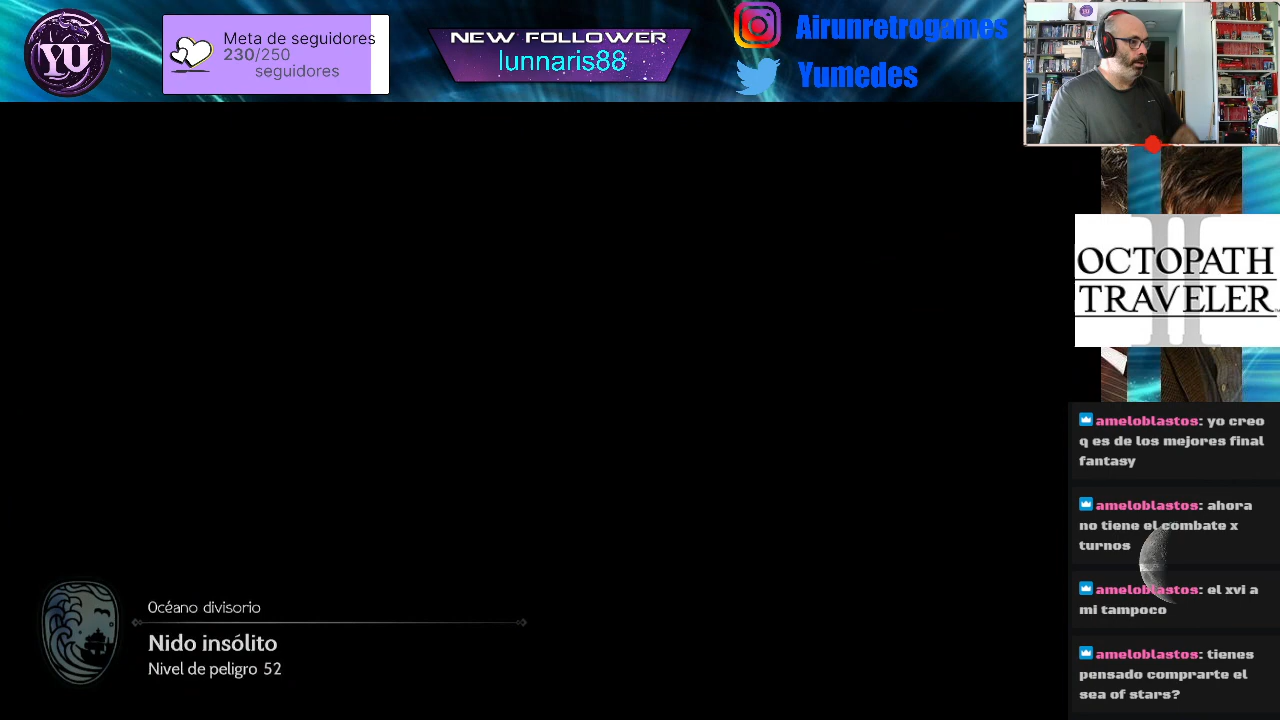 YU
Meta de seguidores
230/250
seguidores
NEW FOLLOWER
lunnaris88
Airunretrogames
Yumedes
OCTOPATH
TRAVELER
II
ameloblastos: yo creo
q es de los mejores final
fantasy
ameloblastos: ahora
no tiene el combate x
turnos
ameloblastos: el xvi a
mi tampoco
ameloblastos: tienes
pensado comprarte el
sea of stars?
Océano divisorio
Nido insólito
Nivel de peligro 52